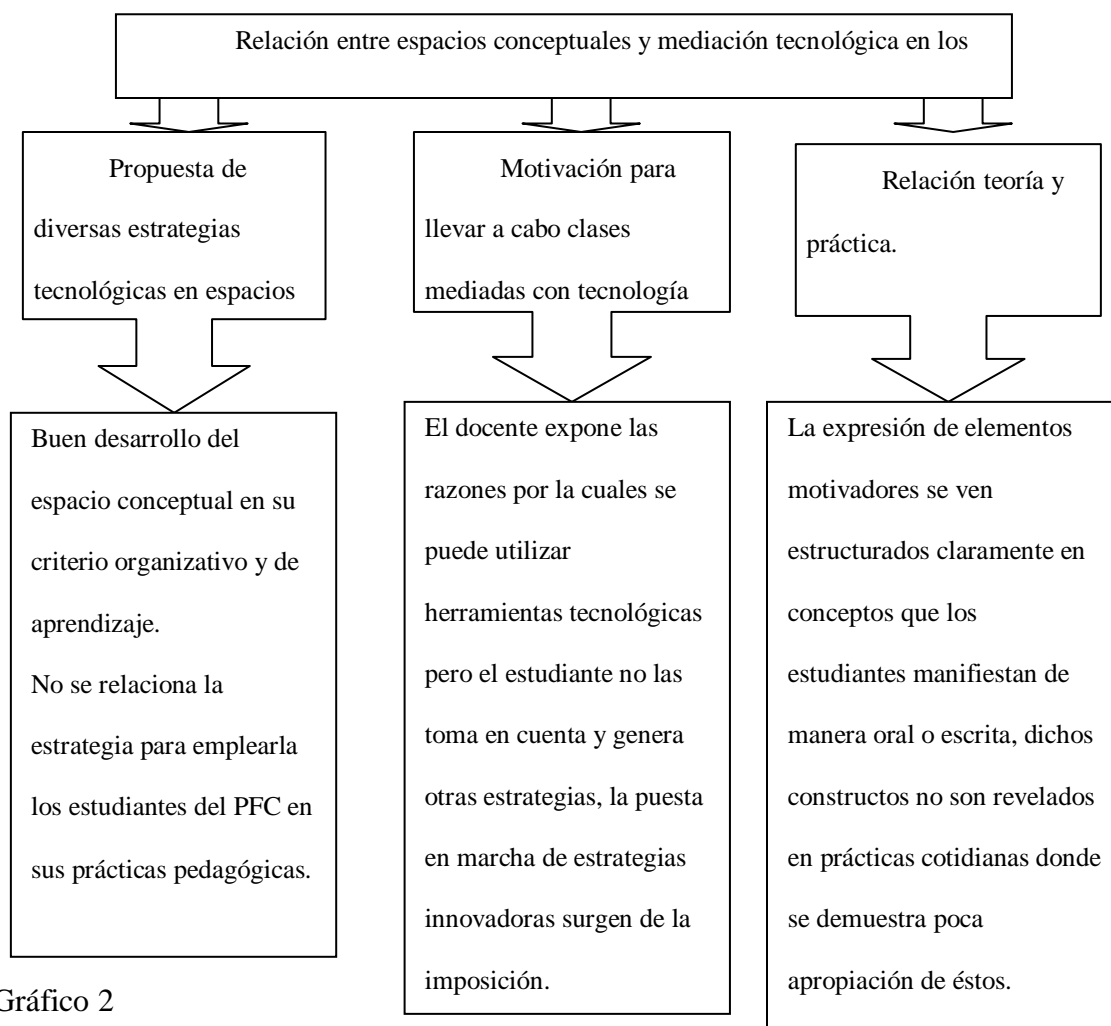 Relación entre espacios conceptuales y mediación tecnológica en los
Propuesta de
diversas estrategias
tecnológicas en espacios
Motivación para
llevar a cabo clases
mediadas con tecnología
Relación teoría y
práctica.
Buen desarrollo del
espacio conceptual en su
criterio organizativo y de
aprendizaje.
No se relaciona la
estrategia para emplearla
los estudiantes del PFC en
sus prácticas pedagógicas.
El docente expone las
razones por la cuales se
puede utilizar
herramientas tecnológicas
pero el estudiante no las
toma en cuenta y genera
otras estrategias, la puesta
en marcha de estrategias
innovadoras surgen de la
imposición.
La expresión de elementos
motivadores se ven
estructurados claramente en
conceptos que los
estudiantes manifiestan de
manera oral o escrita, dichos
constructos no son revelados
en prácticas cotidianas donde
se demuestra poca
apropiación de éstos.
Gráfico 2